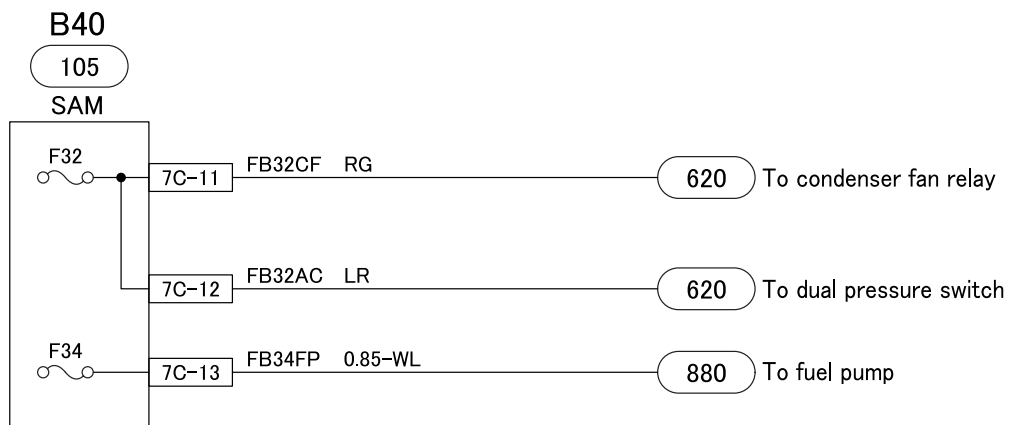 B40
105
SAM
F32
7C-11
FB32CF RG
620
To condenser fan relay
7C-12
FB32AC LR
620
To dual pressure switch
F34
7C-13
FB34FP 0.85-WL
880
To fuel pump